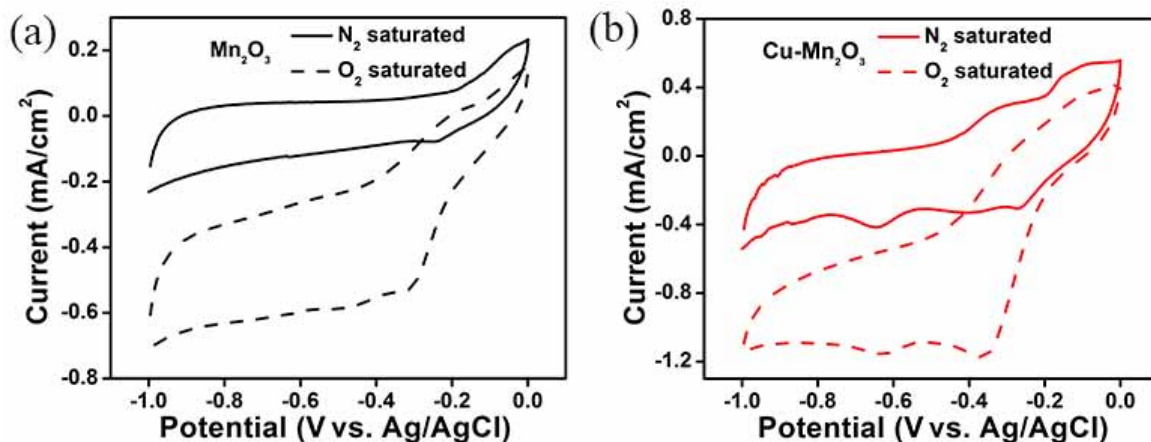 (a)
Mn₂O₃
N₂ saturated
O₂ saturated
0.2
0.0
-0.2
-0.4
-0.6
-0.8
Current (mA/cm²)
-1.0 -0.8 -0.6 -0.4 -0.2 0.0
Potential (V vs. Ag/AgCl)
(b)
Cu-Mn₂O₃
N₂ saturated
O₂ saturated
0.8
0.4
0.0
-0.4
-0.8
-1.2
Current (mA/cm²)
-1.0 -0.8 -0.6 -0.4 -0.2 0.0
Potential (V vs. Ag/AgCl)